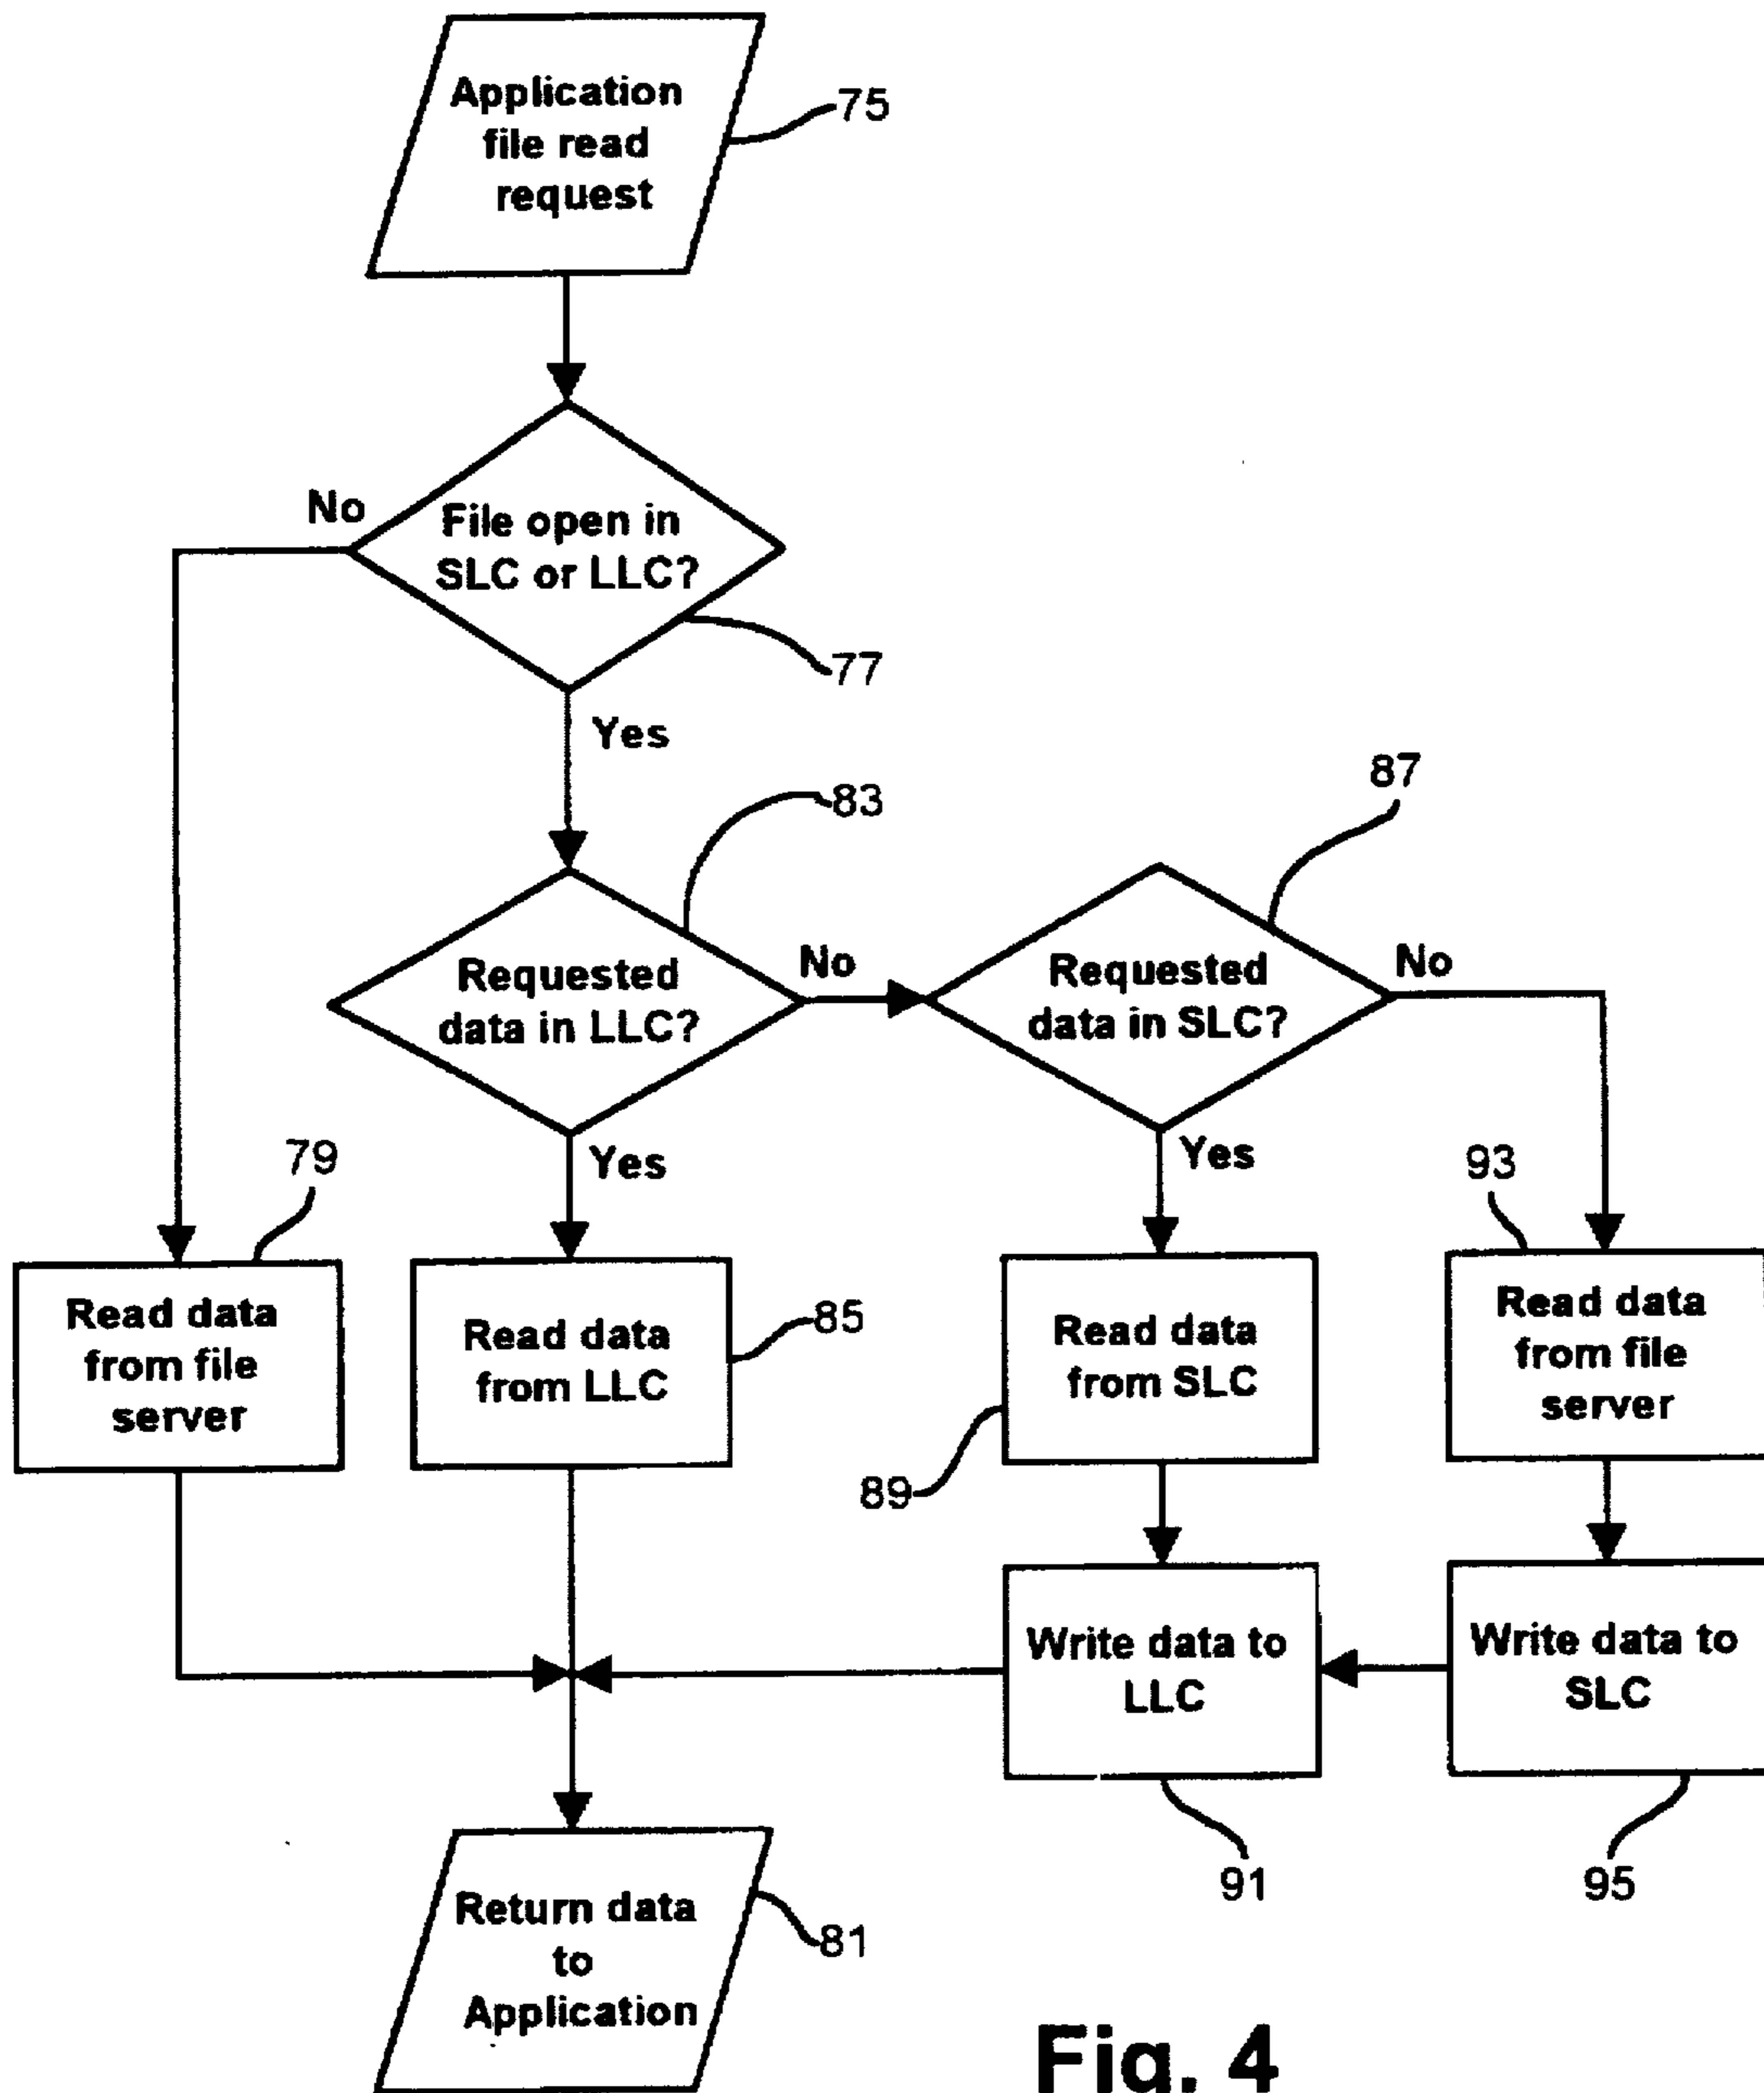 Application
file read
request
75
No
File open in
SLC or LLC?
77
Yes
83
87
Requested
data in LLC?
No
Requested
data in SLC?
No
Yes
Yes
79
93
Read data
from file
server
Read data
from LLC
85
Read data
from SLC
89
Read data
from file
server
Write data to
LLC
Write data to
SLC
91
95
Return data
to
Application
81
Fig. 4